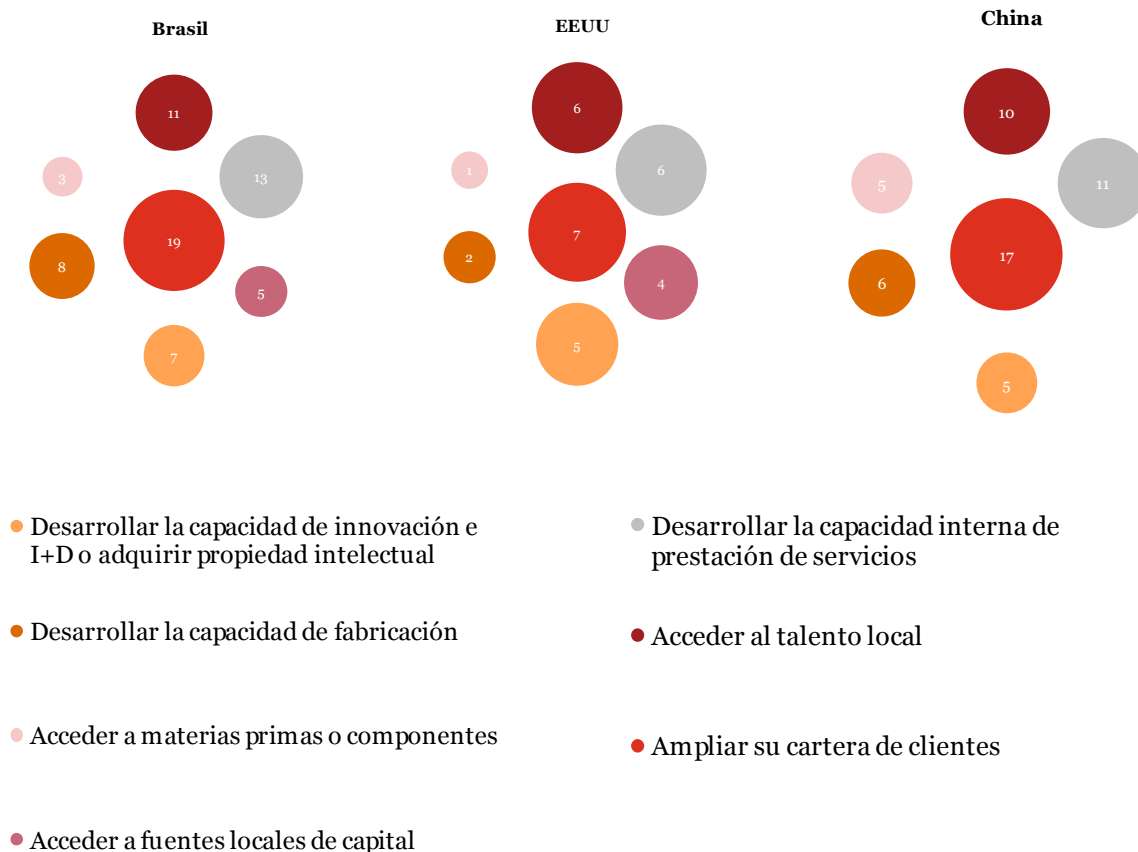 Brasil
11
3
13
19
8
5
7
EEUU
6
1
6
7
2
4
5
China
10
5
11
17
6
5
Desarrollar la capacidad de innovación e
I+D o adquirir propiedad intelectual
Desarrollar la capacidad de fabricación
Acceder a materias primas o componentes
Acceder a fuentes locales de capital
Desarrollar la capacidad interna de
prestación de servicios
Acceder al talento local
Ampliar su cartera de clientes